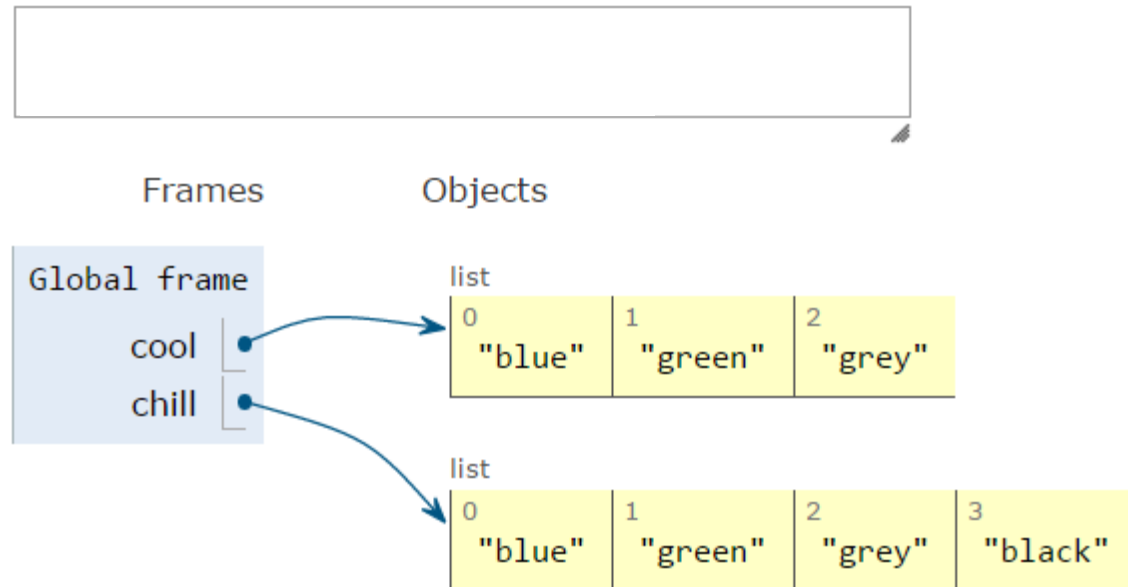 Frames Objects
Global frame
cool
chill
list
0 1 2
"blue" "green" "grey"
list
0 1 2 3
"blue" "green" "grey" "black"